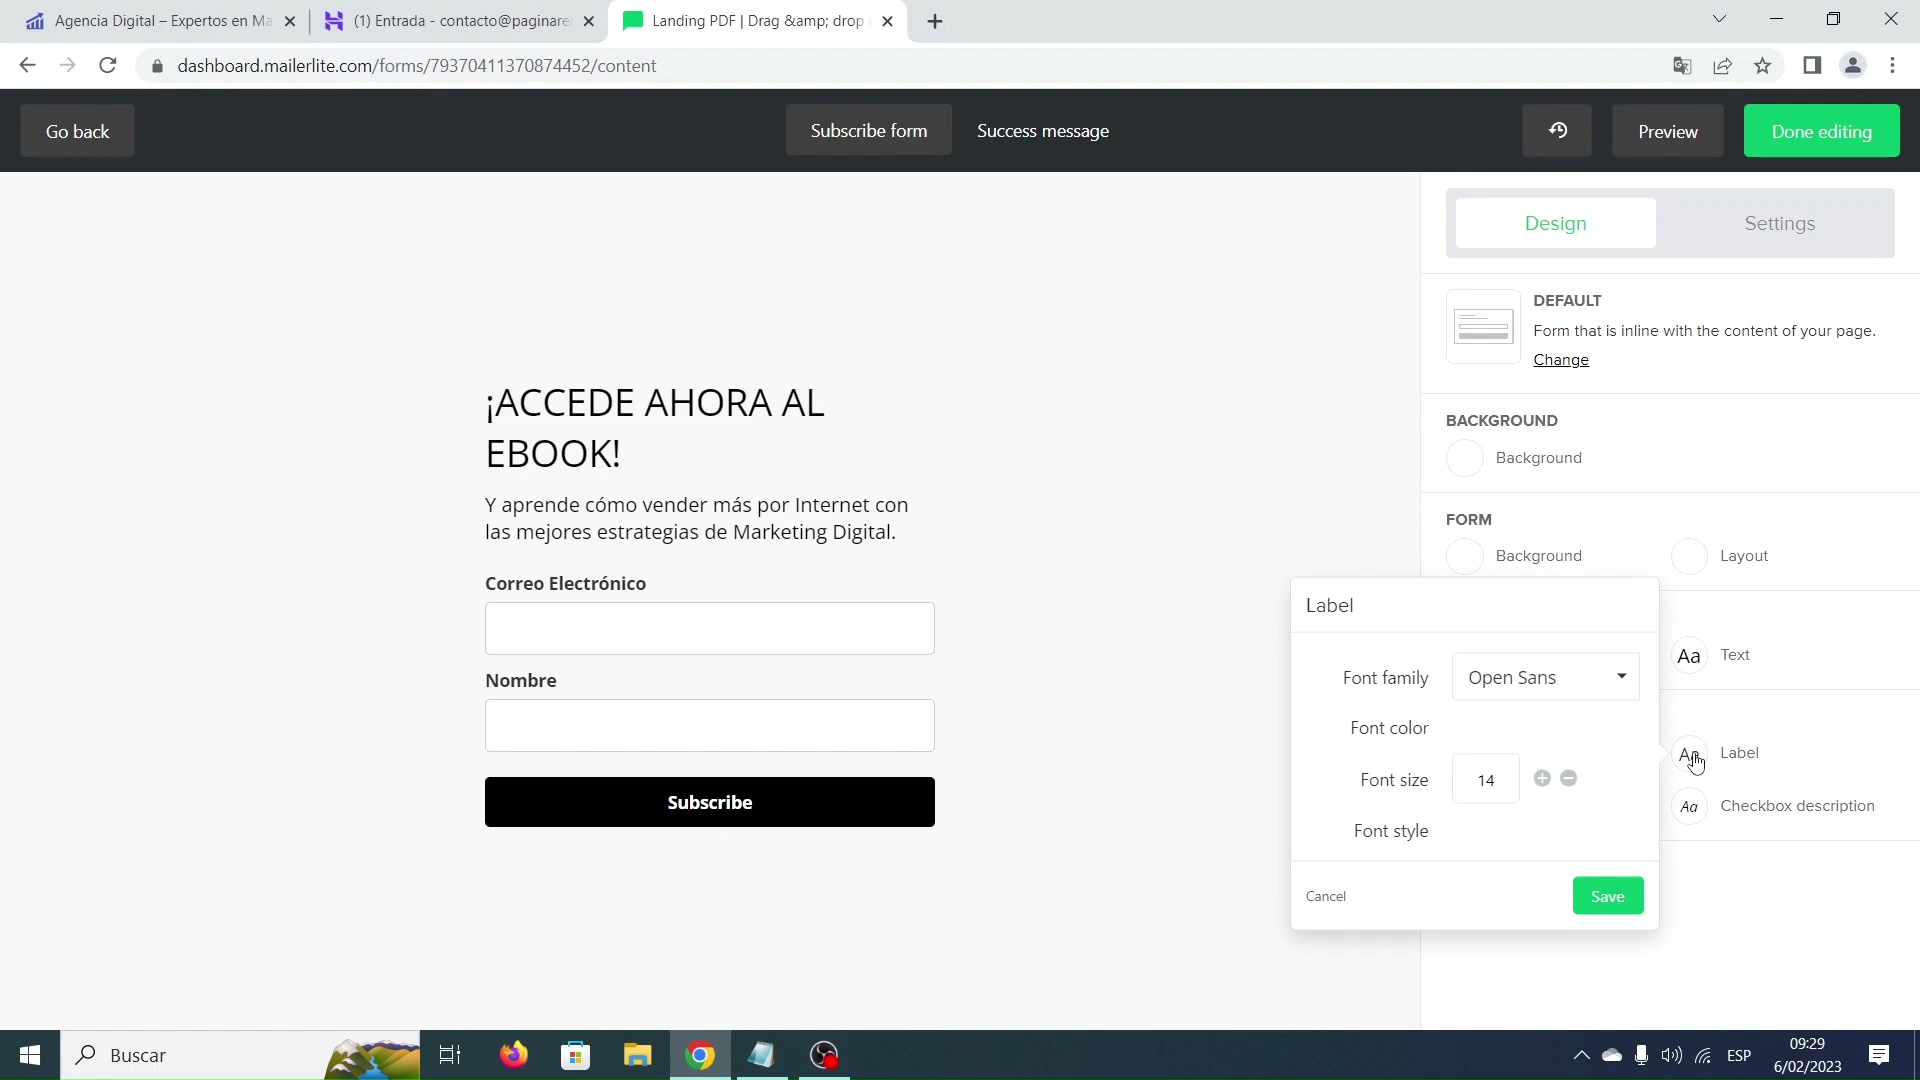 Agencia Digital – Expertos en Ma
(1) Entrada - contacto@paginare
Landing PDF | Drag &amp; drop
dashboard.mailerlite.com/forms/79370411370874452/content
Go back
Subscribe form
Success message
Preview
Done editing
Design
Settings
DEFAULT
Form that is inline with the content of your page.
Change
BACKGROUND
Background
FORM
Background
Layout
¡ACCEDE AHORA AL
EBOOK!
Y aprende cómo vender más por Internet con
las mejores estrategias de Marketing Digital.
Correo Electrónico
Nombre
Subscribe
Label
Font family
Open Sans
Font color
Font size
14
Font style
Cancel
Save
Aa Text
Aa Label
Aa Checkbox description
Buscar
ESP
09:29
6/02/2023